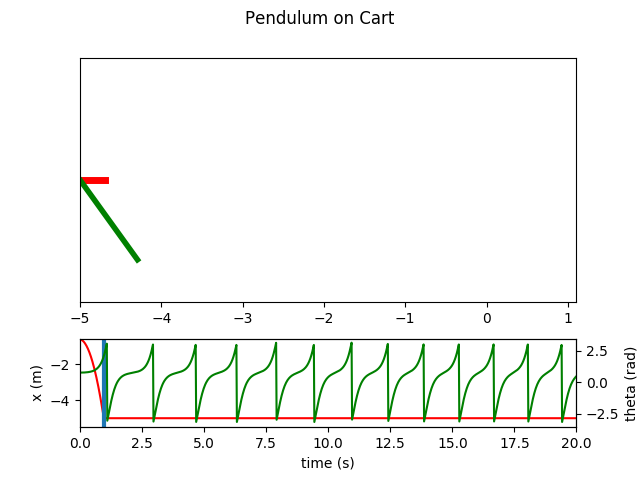 Pendulum on Cart
−5 −4 −3 −2 −1 0 1
−2
−4
x (m)
2.5
0.0
−2.5
theta (rad)
0.0 2.5 5.0 7.5 10.0 12.5 15.0 17.5 20.0
time (s)